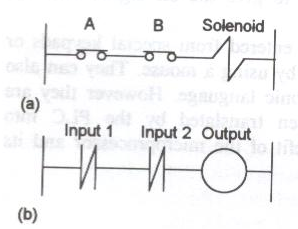 A B Solenoid
(a)
Input 1 Input 2 Output
(b)